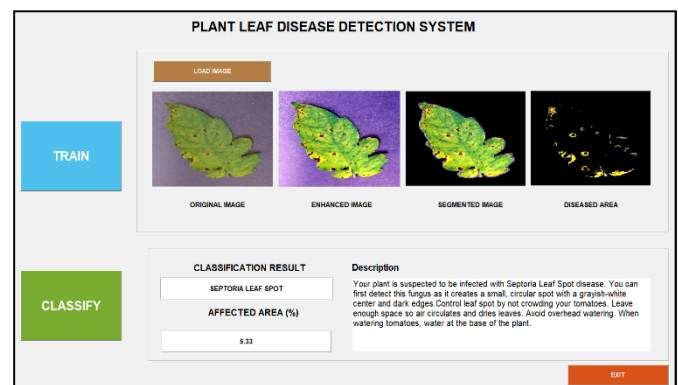 PLANT LEAF DISEASE DETECTION SYSTEM
LOAD IMAGE
TRAIN
ORIGINAL IMAGE
ENHANCED IMAGE
SEGMENTED IMAGE
DISEASED AREA
CLASSIFY
CLASSIFICATION RESULT
SEPTORIA LEAF SPOT
AFFECTED AREA (%)
5.33
Description
Your plant is suspected to be infected with Septoria Leaf Spot disease. You can
first detect this fungus as it creates a small, circular spot with a grayish-white
center and dark edges.Control leaf spot by not crowding your tomatoes. Leave
enough space so air circulates and dries leaves. Avoid overhead watering. When
watering tomatoes, water at the base of the plant.
EXIT